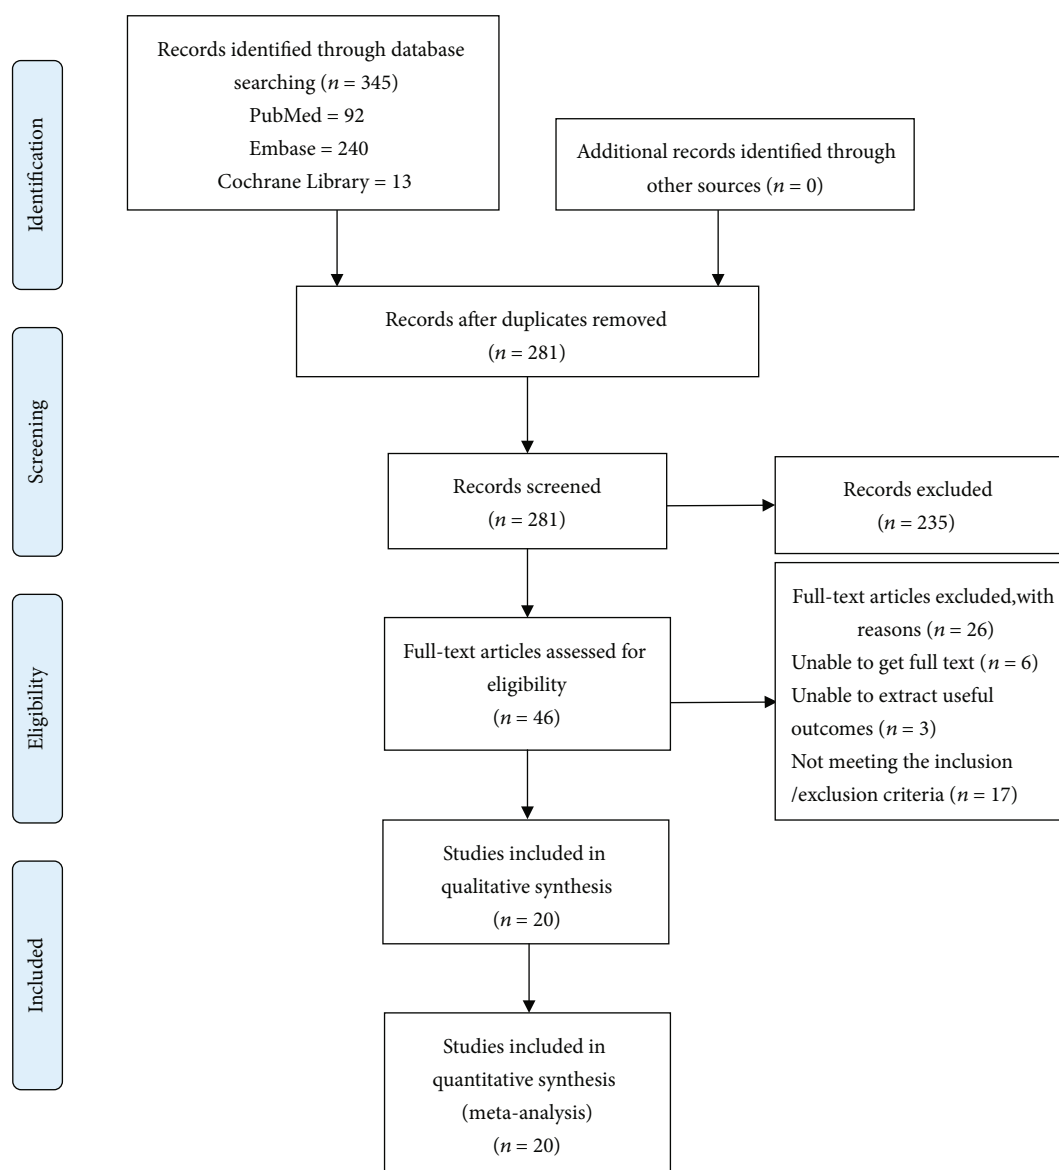 Identification
Records identified through database
searching (n = 345)
PubMed = 92
Embase = 240
Cochrane Library = 13
Additional records identified through
other sources (n = 0)
Records after duplicates removed
(n = 281)
Screening
Records screened
(n = 281)
Records excluded
(n = 235)
Eligibility
Full-text articles assessed for
eligibility
(n = 46)
Full-text articles excluded,with
reasons (n = 26)
Unable to get full text (n = 6)
Unable to extract useful
outcomes (n = 3)
Not meeting the inclusion
/exclusion criteria (n = 17)
Included
Studies included in
qualitative synthesis
(n = 20)
Studies included in
quantitative synthesis
(meta-analysis)
(n = 20)